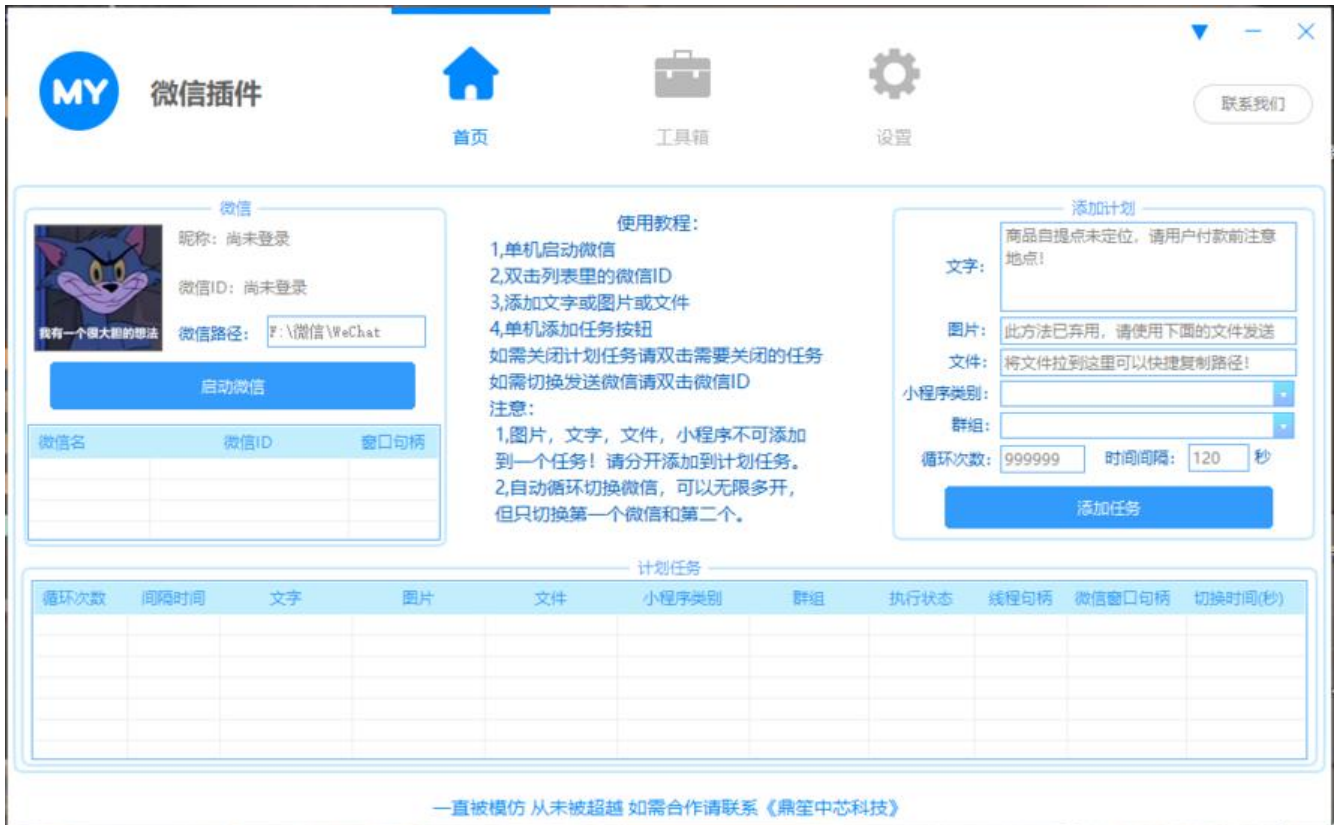 MY
微信插件
首页
工具箱
设置
联系我们
微信
昵称：尚未登录
微信ID：尚未登录
我有一个很大胆的想法
微信路径：
F:\微信\WeChat
启动微信
微信名 微信ID 窗口句柄
使用教程：
1,单机启动微信
2,双击列表里的微信ID
3,添加文字或图片或文件
4,单机添加任务按钮
如需关闭计划任务请双击需要关闭的任务
如需切换发送微信请双击微信ID
注意：
1,图片，文字，文件，小程序不可添加
到一个任务！请分开添加到计划任务。
2,自动循环切换微信，可以无限多开，
但只切换第一个微信和第二个。
添加计划
文字：
商品自提点未定位，请用户付款前注意
地点！
图片： 此方法已弃用，请使用下面的文件发送
文件： 将文件拉到这里可以快捷复制路径！
小程序类别：
群组：
循环次数： 999999 时间间隔： 120 秒
添加任务
计划任务
循环次数 间隔时间 文字 图片 文件 小程序类别 群组 执行状态 线程句柄 微信窗口句柄 切换时间(秒)
一直被模仿 从未被超越 如需合作请联系《鼎笙中芯科技》